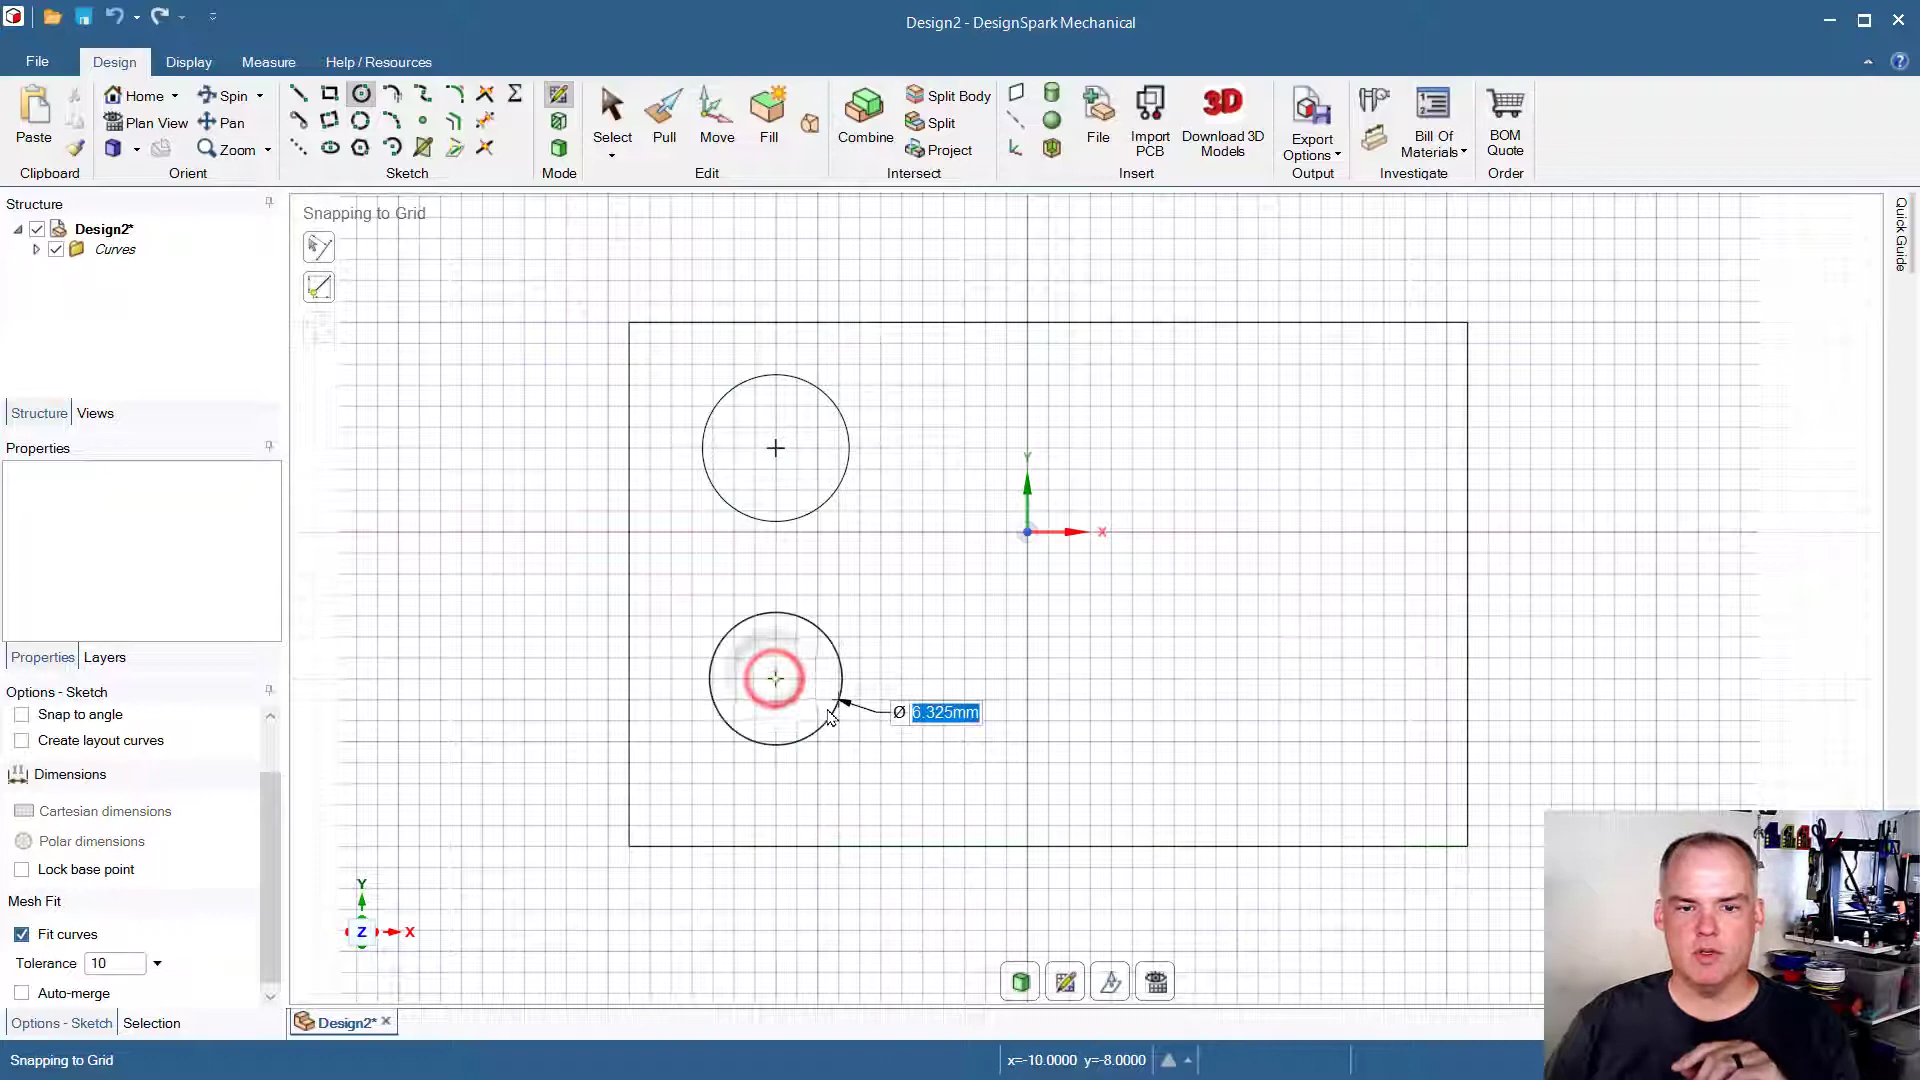 Design2 - DesignSpark Mechanical
File
Design
Display
Measure
Help / Resources
Paste
Clipboard
Home
Spin
Plan View
Pan
Zoom
Orient
Sketch
Mode
Select
Pull
Move
Fill
Edit
Combine
Split Body
Split
Project
Intersect
File
Import PCB
Download 3D Models
3D
Insert
Export Options
Output
Bill Of Materials
Investigate
BOM Quote
Order
Structure
Design2*
Curves
Structure
Views
Properties
Properties
Layers
Options - Sketch
Snap to angle
Create layout curves
Dimensions
Cartesian dimensions
Polar dimensions
Lock base point
Mesh Fit
Fit curves
Tolerance 10
Auto-merge
Options - Sketch
Selection
Snapping to Grid
Y
X
Ø 6.325mm
Y
Z
X
Quick Guide
Design2*
Snapping to Grid
x=-10.0000 y=-8.0000